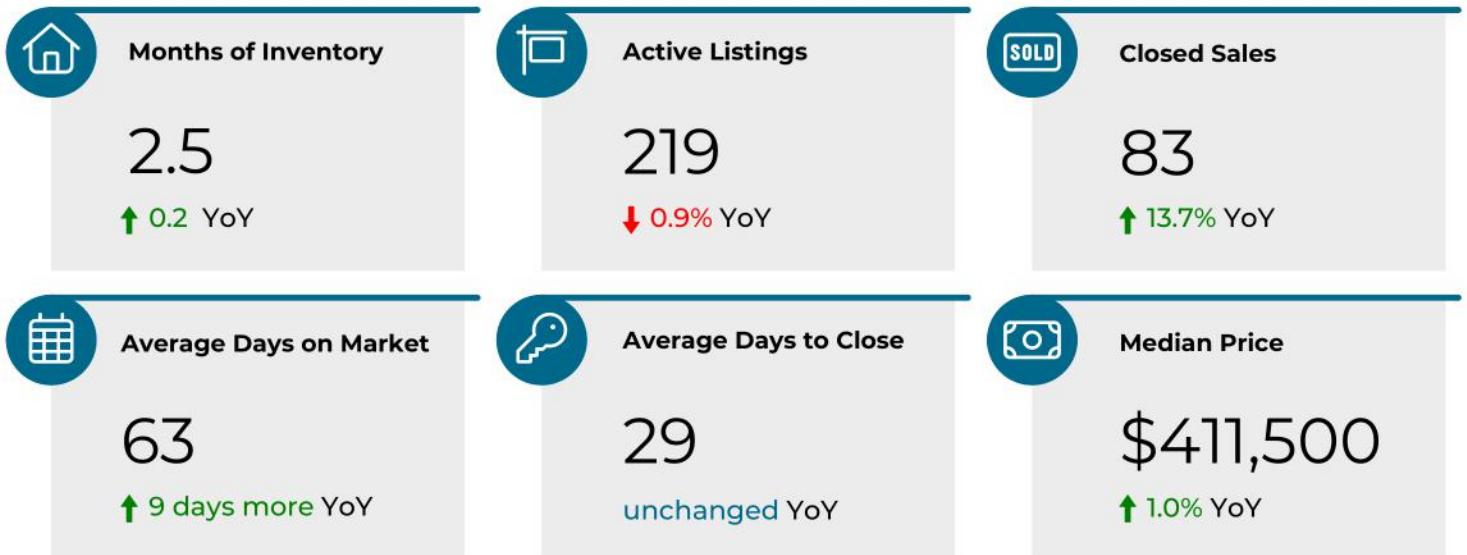 Months of Inventory
2.5
0.2 YoY
Active Listings
219
0.9% YoY
SOLD
Closed Sales
83
13.7% YoY
Average Days on Market
63
9 days more YoY
Average Days to Close
29
unchanged YoY
Median Price
$411,500
1.0% YoY